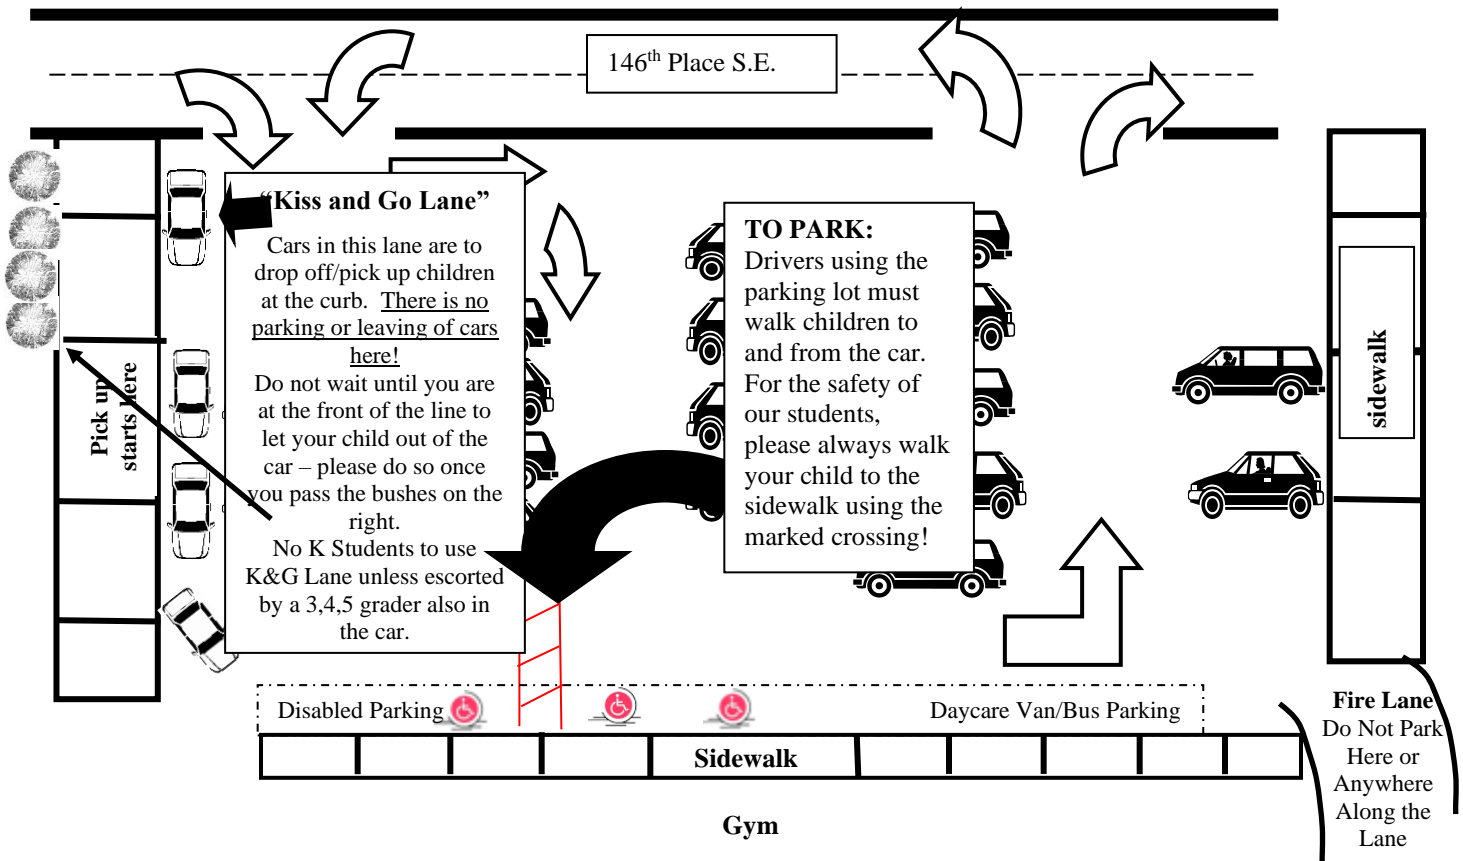 146th Place S.E.
“Kiss and Go Lane”
Cars in this lane are to
drop off/pick up children
at the curb.  There is no
parking or leaving of cars
here!
Do not wait until you are
at the front of the line to
let your child out of the
car – please do so once
you pass the bushes on the
right.
No K Students to use
K&G Lane unless escorted
by a 3,4,5 grader also in
the car.
TO PARK:
Drivers using the
parking lot must
walk children to
and from the car.
For the safety of
our students,
please always walk
your child to the
sidewalk using the
marked crossing!
Pick up
starts here
sidewalk
Disabled Parking
Daycare Van/Bus Parking
Sidewalk
Gym
Fire Lane
Do Not Park
Here or
Anywhere
Along the
Lane